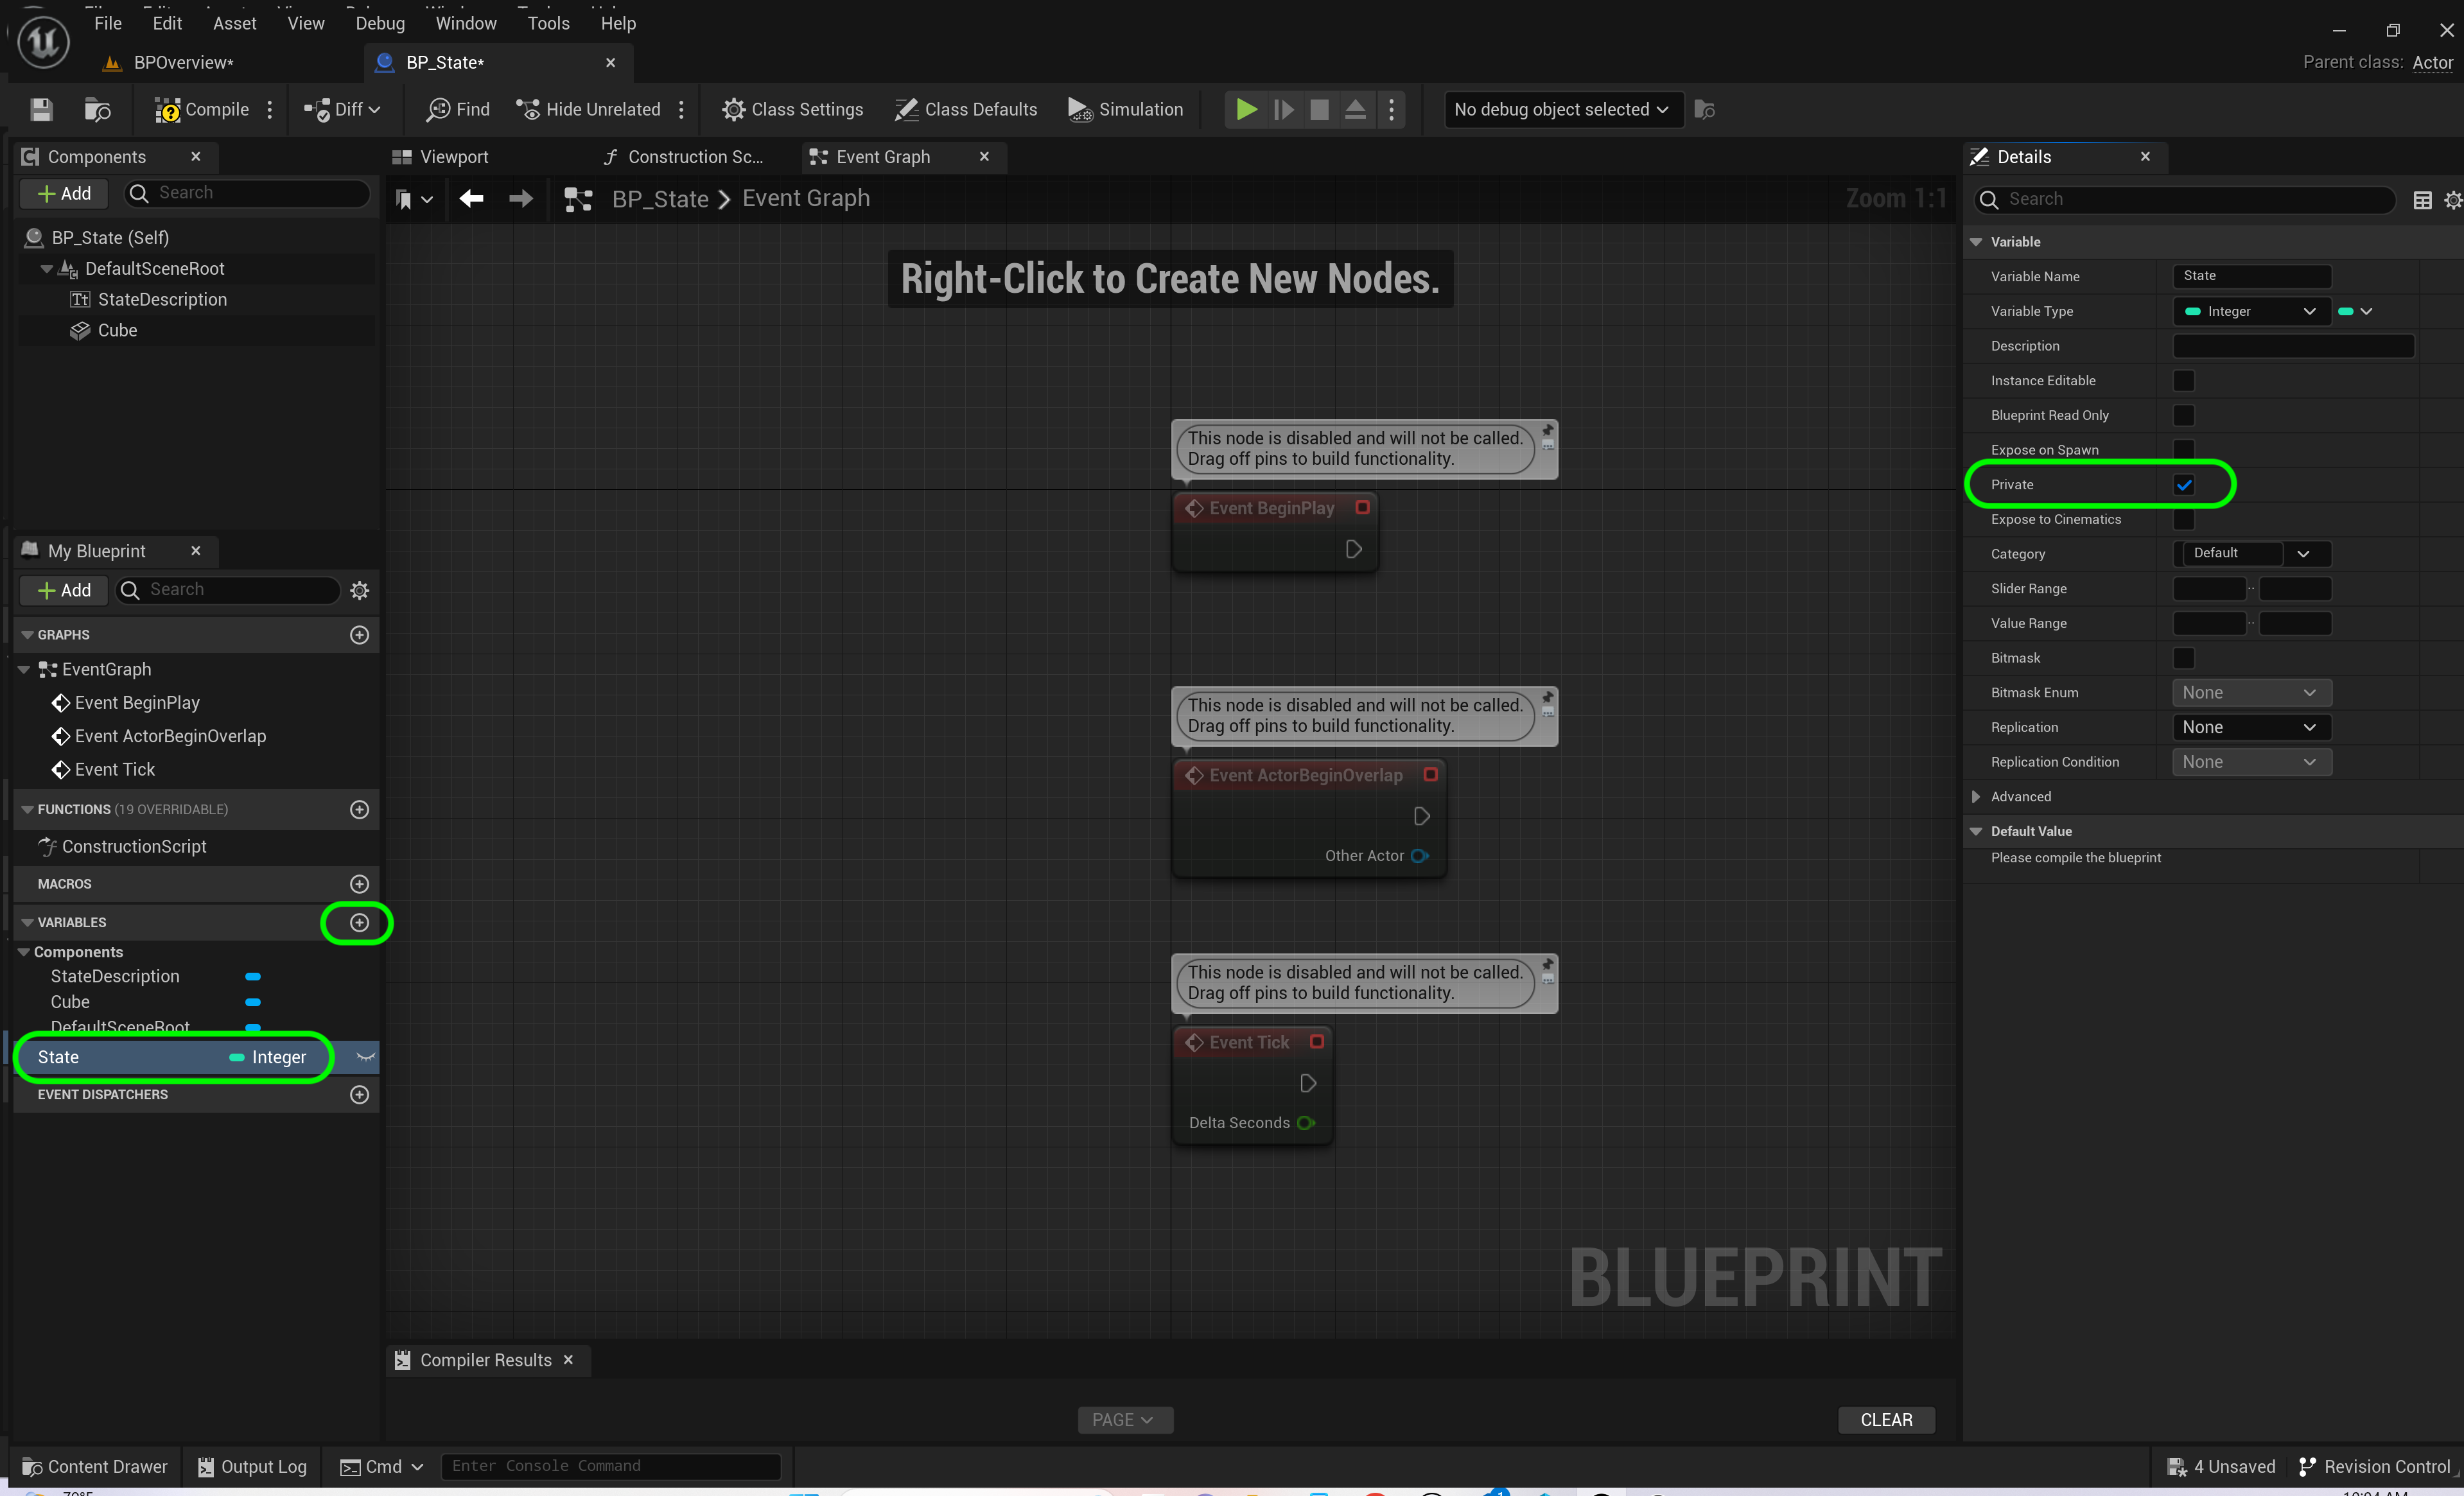 File Edit Asset View Debug Window Tools Help
BPOverview* BP_State* Parent class: Actor
Compile Diff Find Hide Unrelated Class Settings Class Defaults Simulation No debug object selected
Components Viewport Construction Sc... Event Graph Details
Add Search
BP_State > Event Graph Zoom 1:1
Search
BP_State (Self)
DefaultSceneRoot
StateDescription
Cube
Right-Click to Create New Nodes.
My Blueprint
Add Search
GRAPHS
EventGraph
Event BeginPlay
Event ActorBeginOverlap
Event Tick
FUNCTIONS (19 OVERRIDABLE)
ConstructionScript
MACROS
VARIABLES
Components
StateDescription
Cube
DefaultSceneRoot
State Integer
EVENT DISPATCHERS
This node is disabled and will not be called.
Drag off pins to build functionality.
Event BeginPlay
This node is disabled and will not be called.
Drag off pins to build functionality.
Event ActorBeginOverlap
Other Actor
This node is disabled and will not be called.
Drag off pins to build functionality.
Event Tick
Delta Seconds
BLUEPRINT
Variable
Variable Name State
Variable Type Integer
Description
Instance Editable
Blueprint Read Only
Expose on Spawn
Private
Expose to Cinematics
Category Default
Slider Range
Value Range
Bitmask
Bitmask Enum None
Replication None
Replication Condition None
Advanced
Default Value
Please compile the blueprint
Compiler Results
PAGE CLEAR
Content Drawer Output Log Cmd Enter Console Command 4 Unsaved Revision Control